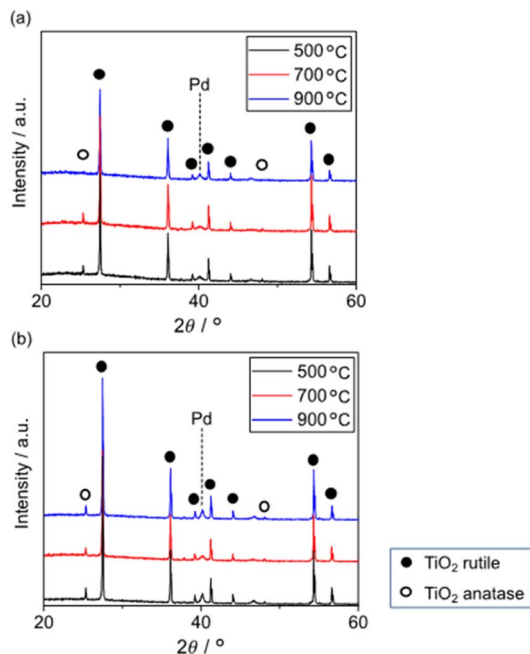 (a)
500 °C
700 °C
900 °C
Pd
Intensity / a.u.
20 40 60
2θ / °
(b)
500 °C
700 °C
900 °C
Pd
Intensity / a.u.
20 40 60
2θ / °
TiO₂ rutile
TiO₂ anatase